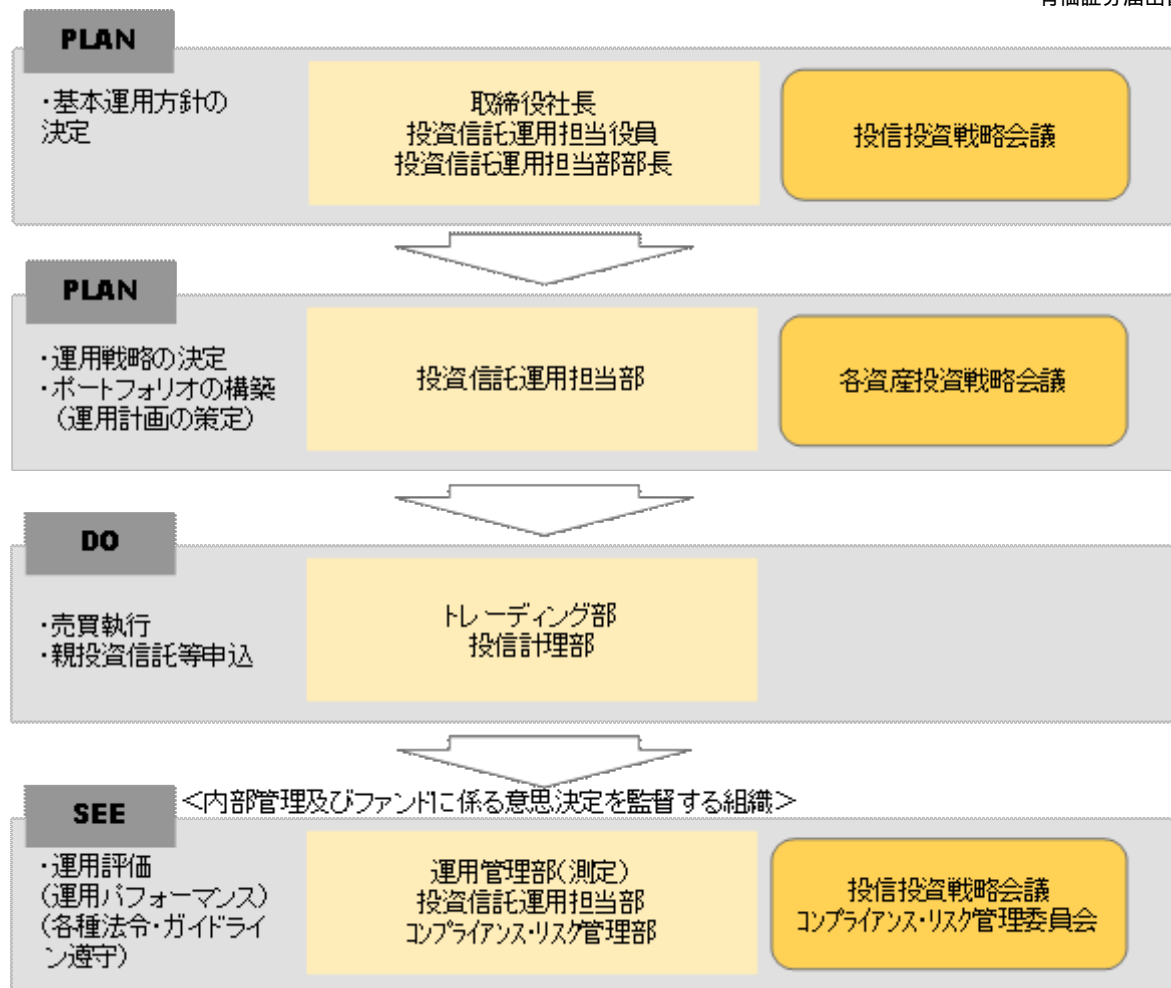 PLAN
・基本運用方針の
決定
取締役社長
投資信託運用担当役員
投資信託運用担当部部長
投信投資戦略会議
PLAN
・運用戦略の決定
・ポートフォリオの構築
（運用計画の策定）
投資信託運用担当部
各資産投資戦略会議
DO
・売買執行
・親投資信託等申込
トレーディング部
投信計理部
SEE
＜内部管理及びファンドに係る意思決定を監督する組織＞
・運用評価
（運用パフォーマンス）
（各種法令・ガイドライ
ン遵守）
運用管理部（測定）
投資信託運用担当部
コンプライアンス・リスク管理部
投信投資戦略会議
コンプライアンス・リスク管理委員会